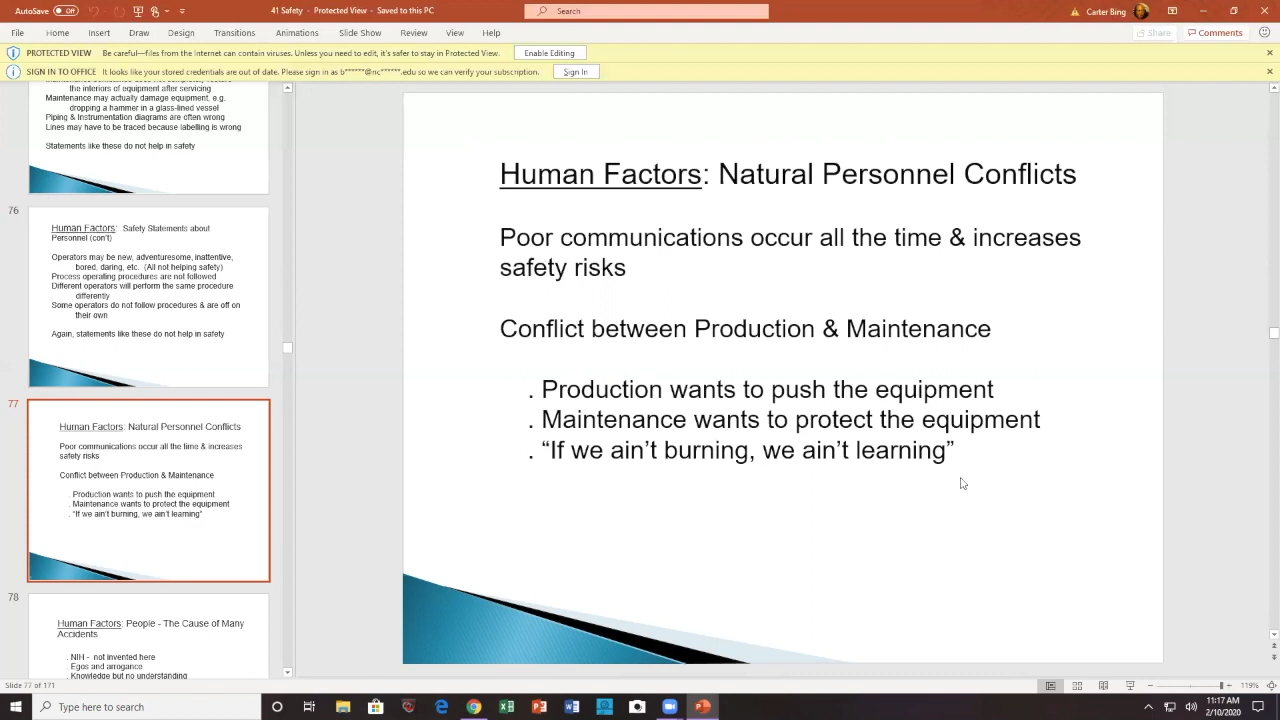 AutoSave Off
41 Safety - Protected View - Saved to this PC
Search
Carter Bing
File Home Insert Draw Design Transitions Animations Slide Show Review View Help
Share Comments
PROTECTED VIEW Be careful—files from the Internet can contain viruses. Unless you need to edit, it's safer to stay in Protected View. Enable Editing
SIGN IN TO OFFICE It looks like your stored credentials are out of date. Please sign in as b******@nc******.edu so we can verify your subscription. Sign In
the interiors of equipment after servicing
Maintenance may actually damage equipment, e.g.
dropping a hammer in a glass-lined vessel
Piping & Instrumentation diagrams are often wrong
Lines may have to be traced because labelling is wrong
Statements like these do not help in safety
76
Human Factors: Safety Statements about
Personnel (con't)
Operators may be new, adventuresome, inattentive,
bored, daring, etc. (All not helping safety)
Process operating procedures are not followed
Different operators will perform the same procedure
differently
Some operators do not follow procedures & are off on
their own
Again, statements like these do not help in safety
77
Human Factors: Natural Personnel Conflicts
Poor communications occur all the time & increases
safety risks
Conflict between Production & Maintenance
. Production wants to push the equipment
. Maintenance wants to protect the equipment
. “If we ain’t burning, we ain’t learning”
78
Human Factors: People - The Cause of Many
Accidents
. NIH - not invented here
. Egos and arrogance
. Knowledge but no understanding
Human Factors: Natural Personnel Conflicts
Poor communications occur all the time & increases
safety risks
Conflict between Production & Maintenance
. Production wants to push the equipment
. Maintenance wants to protect the equipment
. “If we ain’t burning, we ain’t learning”
Slide 77 of 171
119%
Type here to search
11:17 AM
2/10/2020